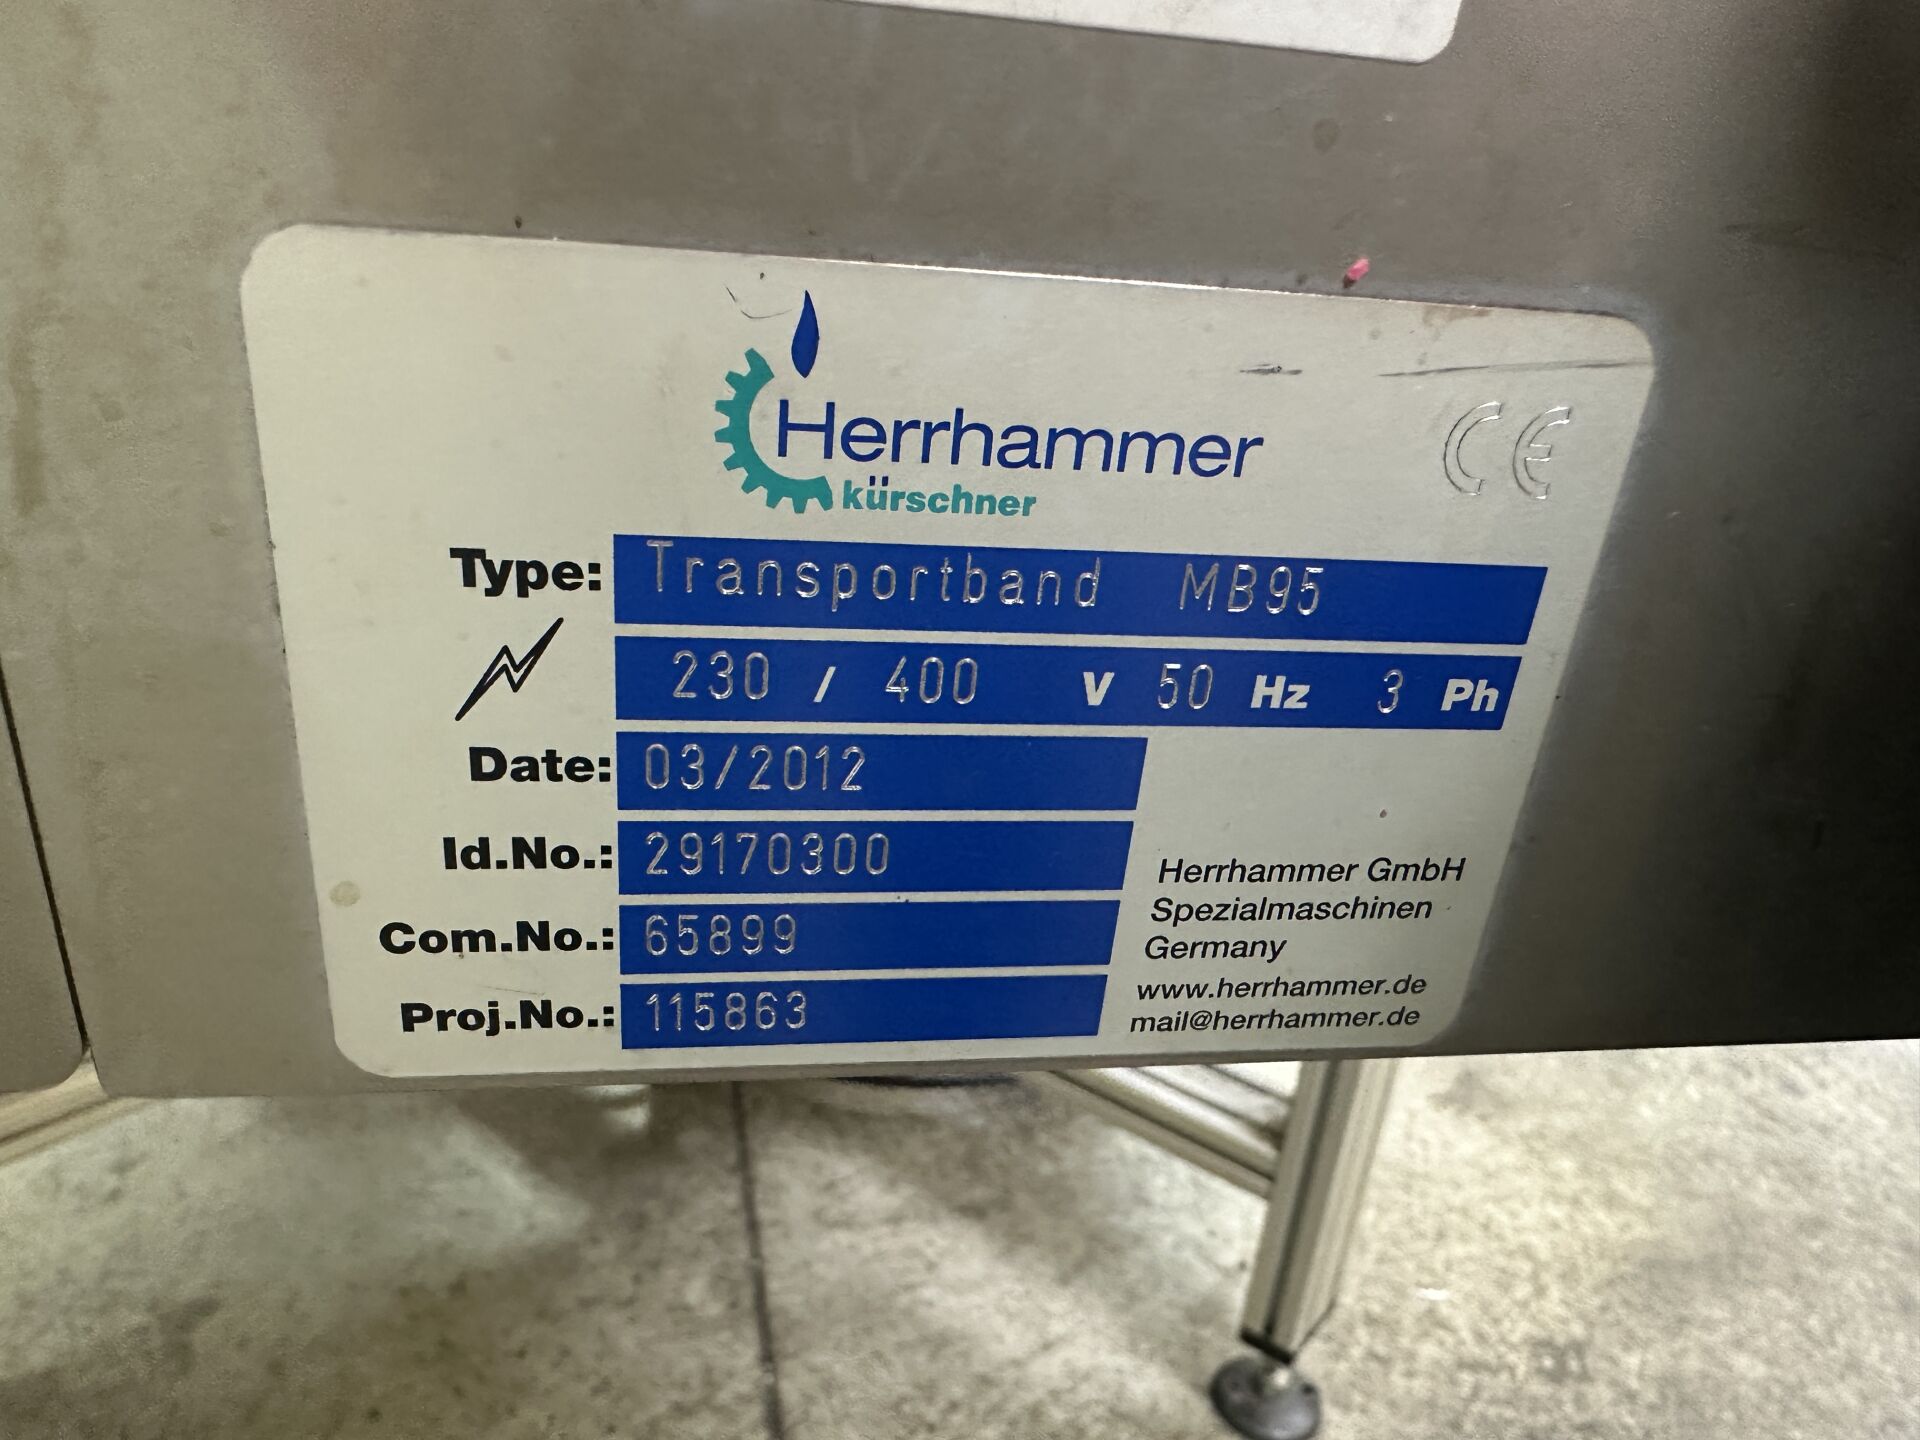 Herrhammer
kürschner
CE
Type: Transportband MB95
230 / 400 V 50 Hz 3 Ph
Date: 03/2012
Id.No.: 29170300
Com.No.: 65899
Proj.No.: 115863
Herrhammer GmbH
Spezialmaschinen
Germany
www.herrhammer.de
mail@herrhammer.de